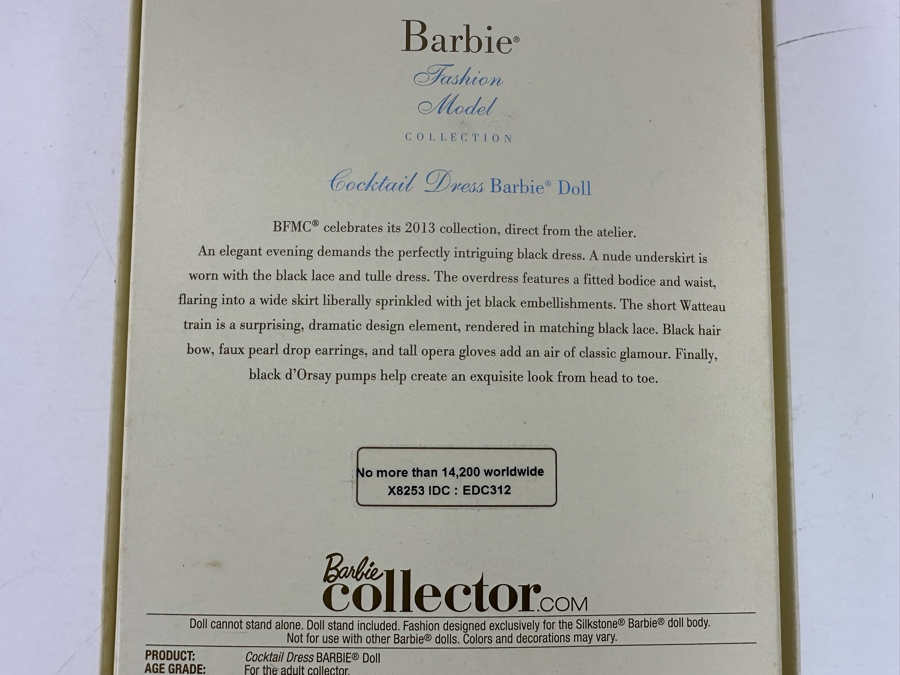 Barbie®
Fashion
Model
COLLECTION
Cocktail Dress Barbie® Doll
BFMC® celebrates its 2013 collection, direct from the atelier.
An elegant evening demands the perfectly intriguing black dress. A nude underskirt is
worn with the black lace and tulle dress. The overdress features a fitted bodice and waist,
flaring into a wide skirt liberally sprinkled with jet black embellishments. The short Watteau
train is a surprising, dramatic design element, rendered in matching black lace. Black hair
bow, faux pearl drop earrings, and tall opera gloves add an air of classic glamour. Finally,
black d'Orsay pumps help create an exquisite look from head to toe.
No more than 14,200 worldwide
X8253 IDC : EDC312
Barbie
collector.COM
Doll cannot stand alone. Doll stand included. Fashion designed exclusively for the Silkstone® Barbie® doll body.
Not for use with other Barbie® dolls. Colors and decorations may vary.
PRODUCT: Cocktail Dress BARBIE® Doll
AGE GRADE: For the adult collector.